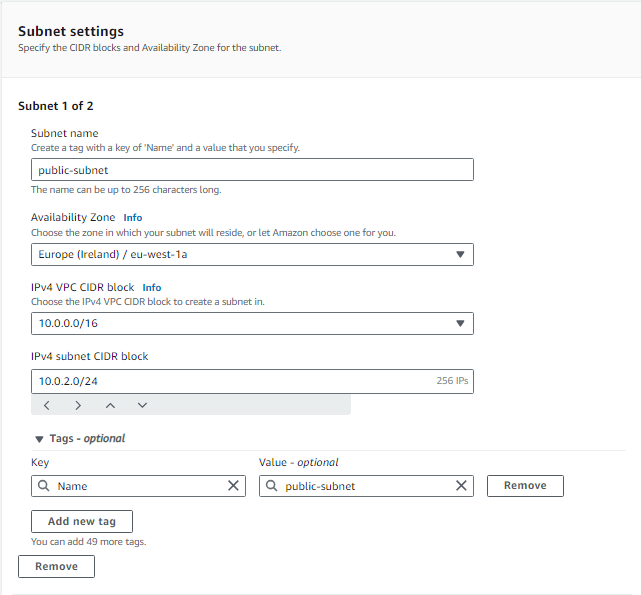 Subnet settings
Specify the CIDR blocks and Availability Zone for the subnet.
Subnet 1 of 2
Subnet name
Create a tag with a key of 'Name' and a value that you specify.
public-subnet
The name can be up to 256 characters long.
Availability Zone Info
Choose the zone in which your subnet will reside, or let Amazon choose one for you.
Europe (Ireland) / eu-west-1a
IPv4 VPC CIDR block Info
Choose the IPv4 VPC CIDR block to create a subnet in.
10.0.0.0/16
IPv4 subnet CIDR block
10.0.2.0/24 256 IPs
Tags - optional
Key Value - optional
Name public-subnet Remove
Add new tag
You can add 49 more tags.
Remove